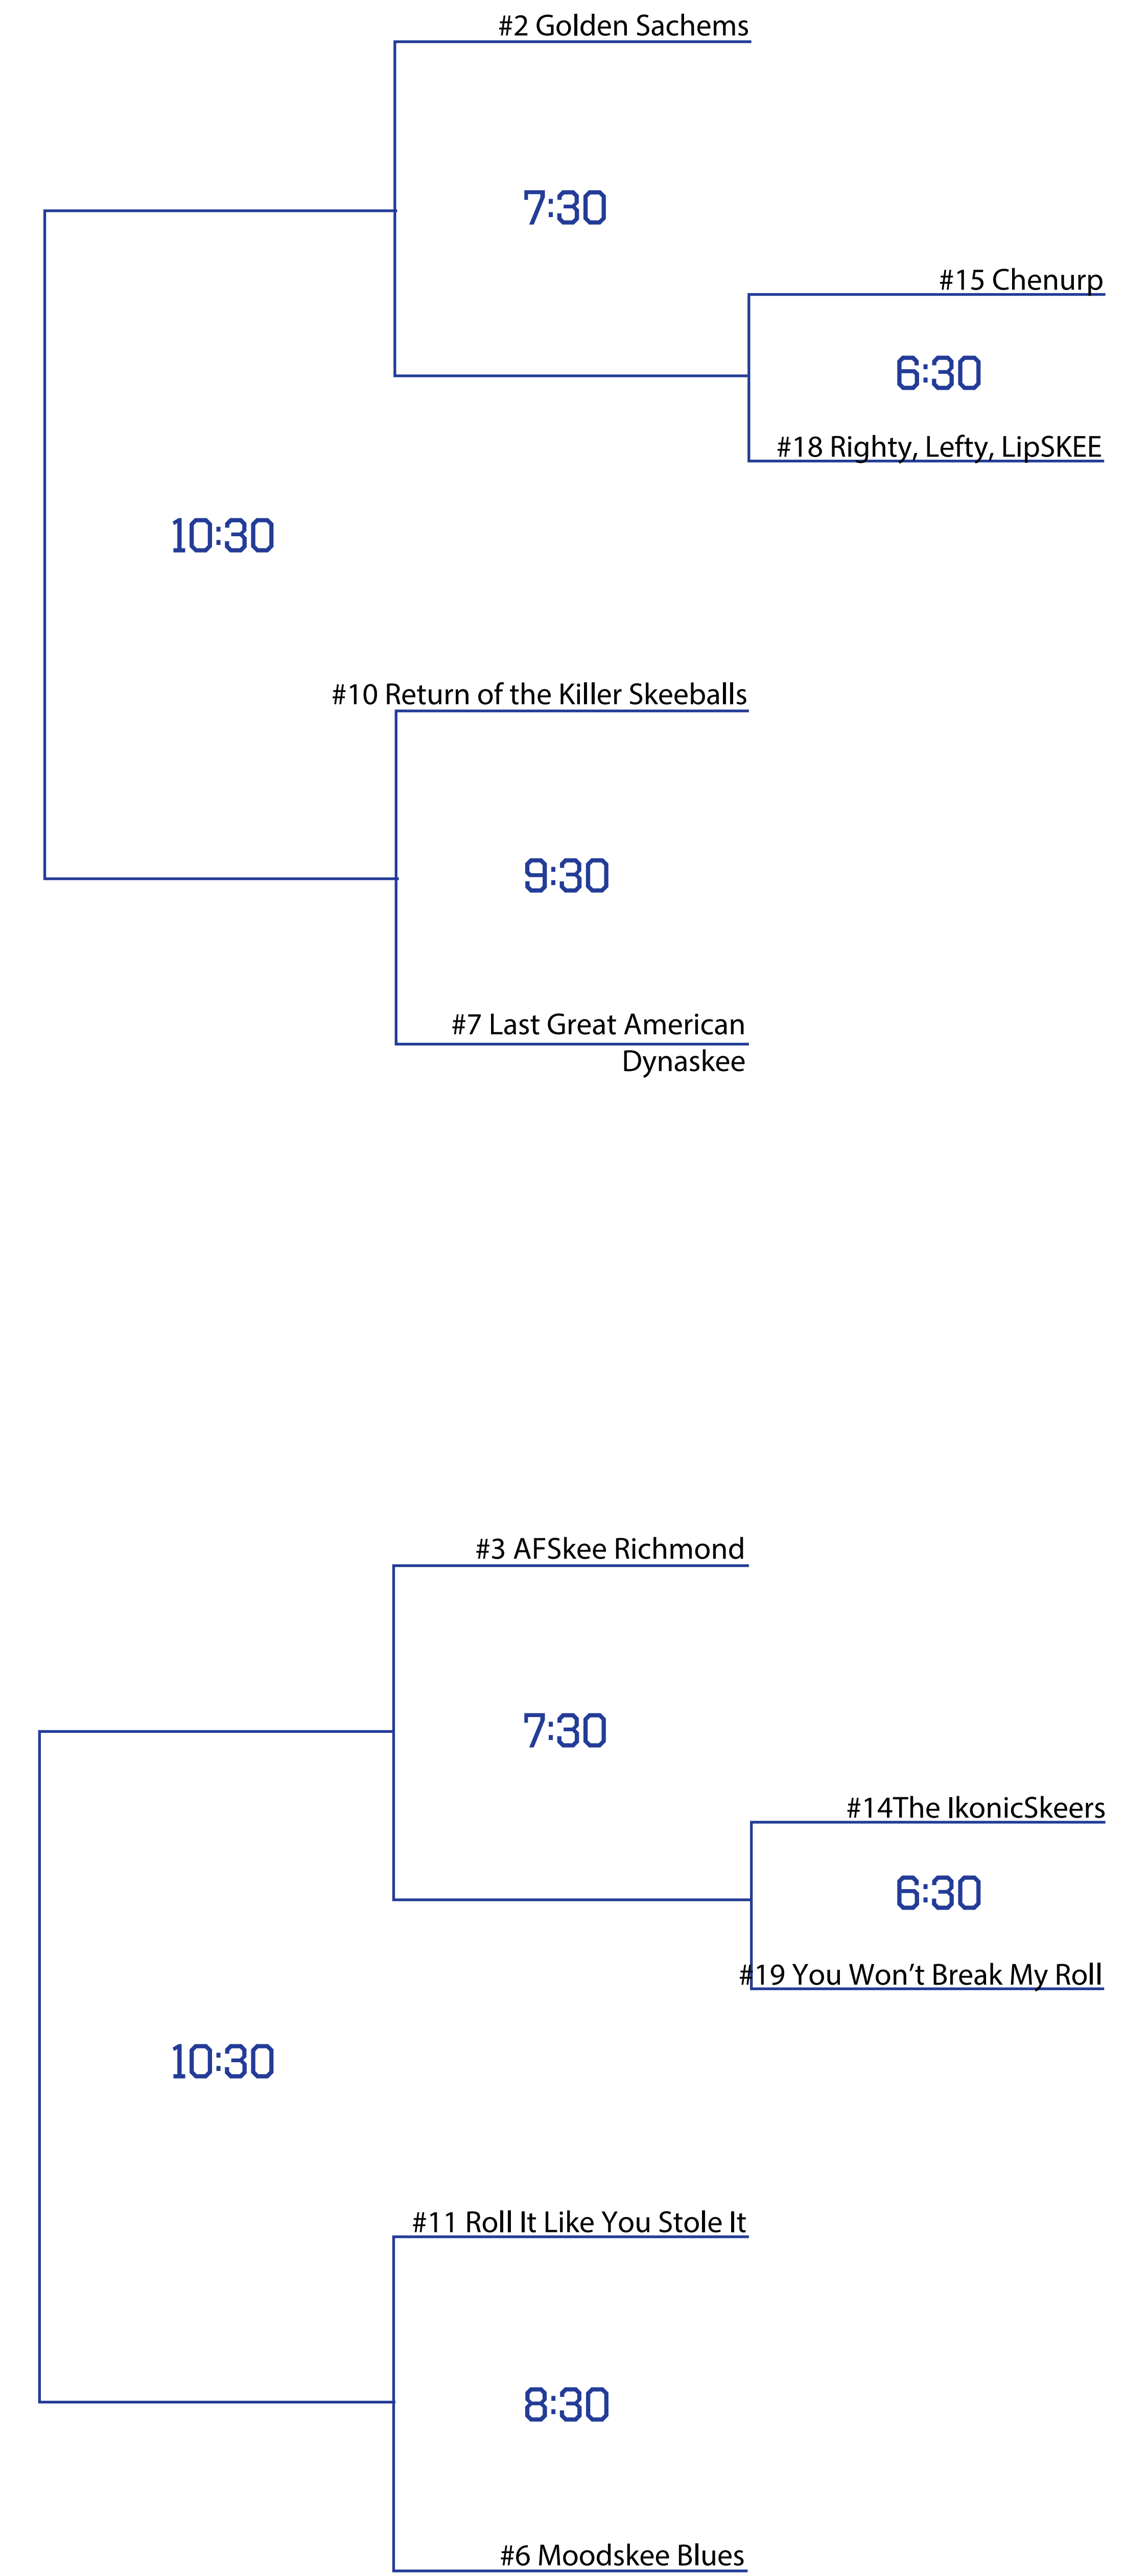 #2 Golden Sachems
7:30
#15 Chenurp
6:30
#18 Righty, Lefty, LipSKEE
10:30
#10 Return of the Killer Skeeballs
9:30
#7 Last Great American
Dynaskee
#3 AFSkee Richmond
7:30
#14The IkonicSkeers
6:30
#19 You Won’t Break My Roll
10:30
#11 Roll It Like You Stole It
8:30
#6 Moodskee Blues